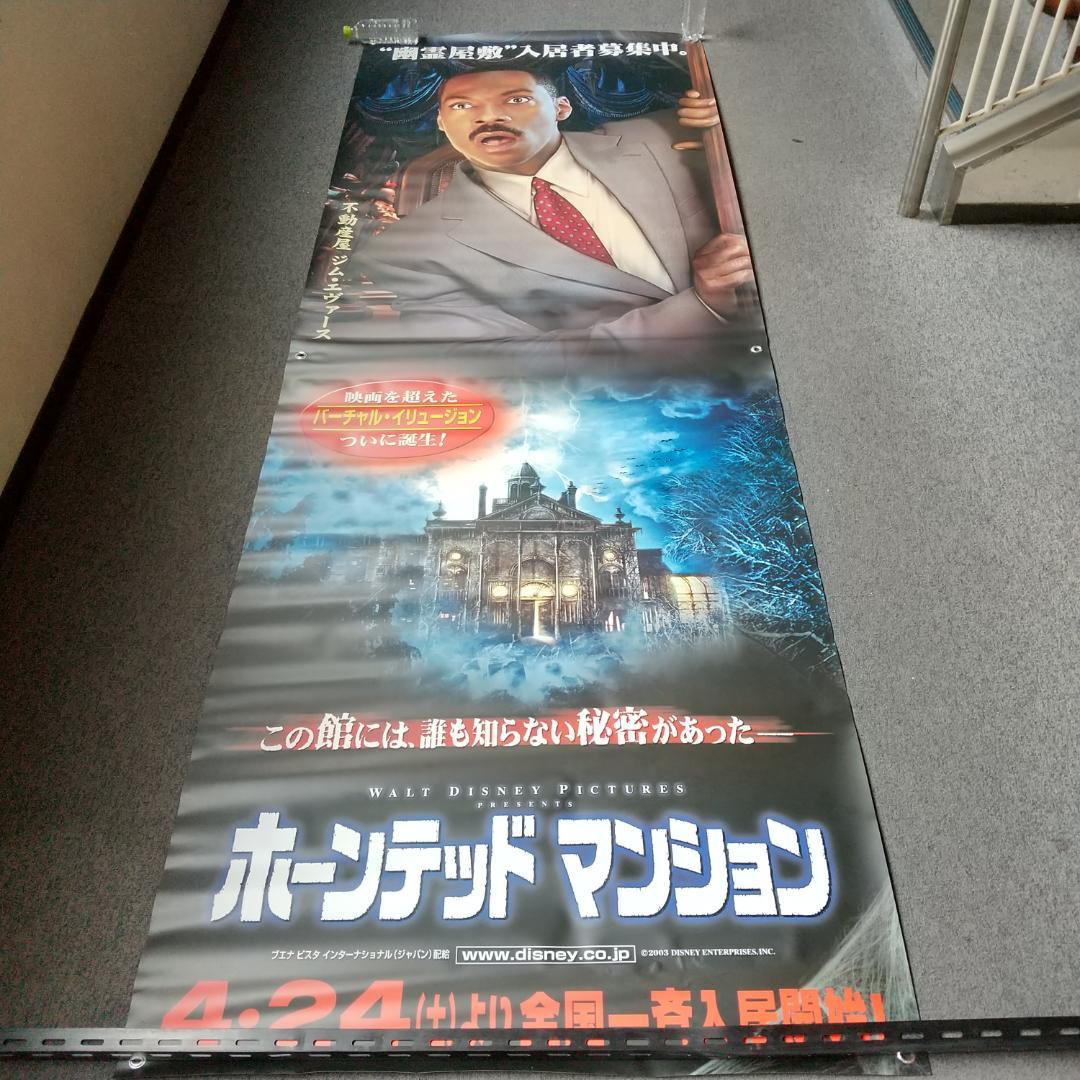 “幽霊屋敷”入居者募集中。
不動産屋 ジム・エヴァース
映画を超えた
バーチャル・イリュージョン
ついに誕生!
この館には、誰も知らない秘密があった—
WALT DISNEY PICTURES
PRESENTS
ホーンテッド マンション
ブエナ ビスタ インターナショナル(ジャパン)配給 www.disney.co.jp ©2003 DISNEY ENTERPRISES, INC.
4・24(土)より全国一斉入居開始!